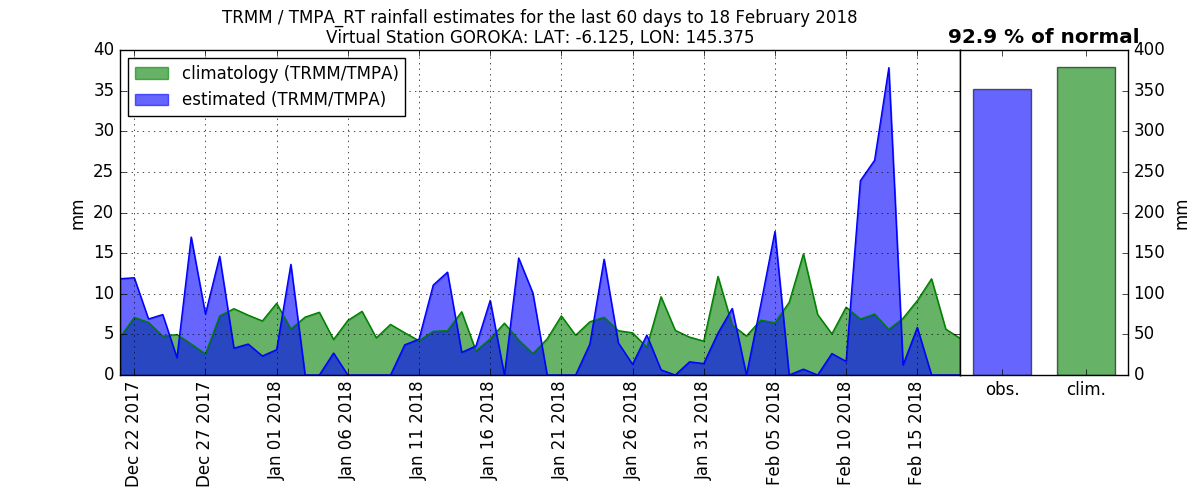 TRMM / TMPA_RT rainfall estimates for the last 60 days to 18 February 2018
Virtual Station GOROKA: LAT: -6.125, LON: 145.375
92.9 % of normal
climatology (TRMM/TMPA)
estimated (TRMM/TMPA)
40
35
30
25
20
15
10
5
0
mm
Dec 22 2017
Dec 27 2017
Jan 01 2018
Jan 06 2018
Jan 11 2018
Jan 16 2018
Jan 21 2018
Jan 26 2018
Jan 31 2018
Feb 05 2018
Feb 10 2018
Feb 15 2018
obs.
clim.
400
350
300
250
200
150
100
50
0
mm